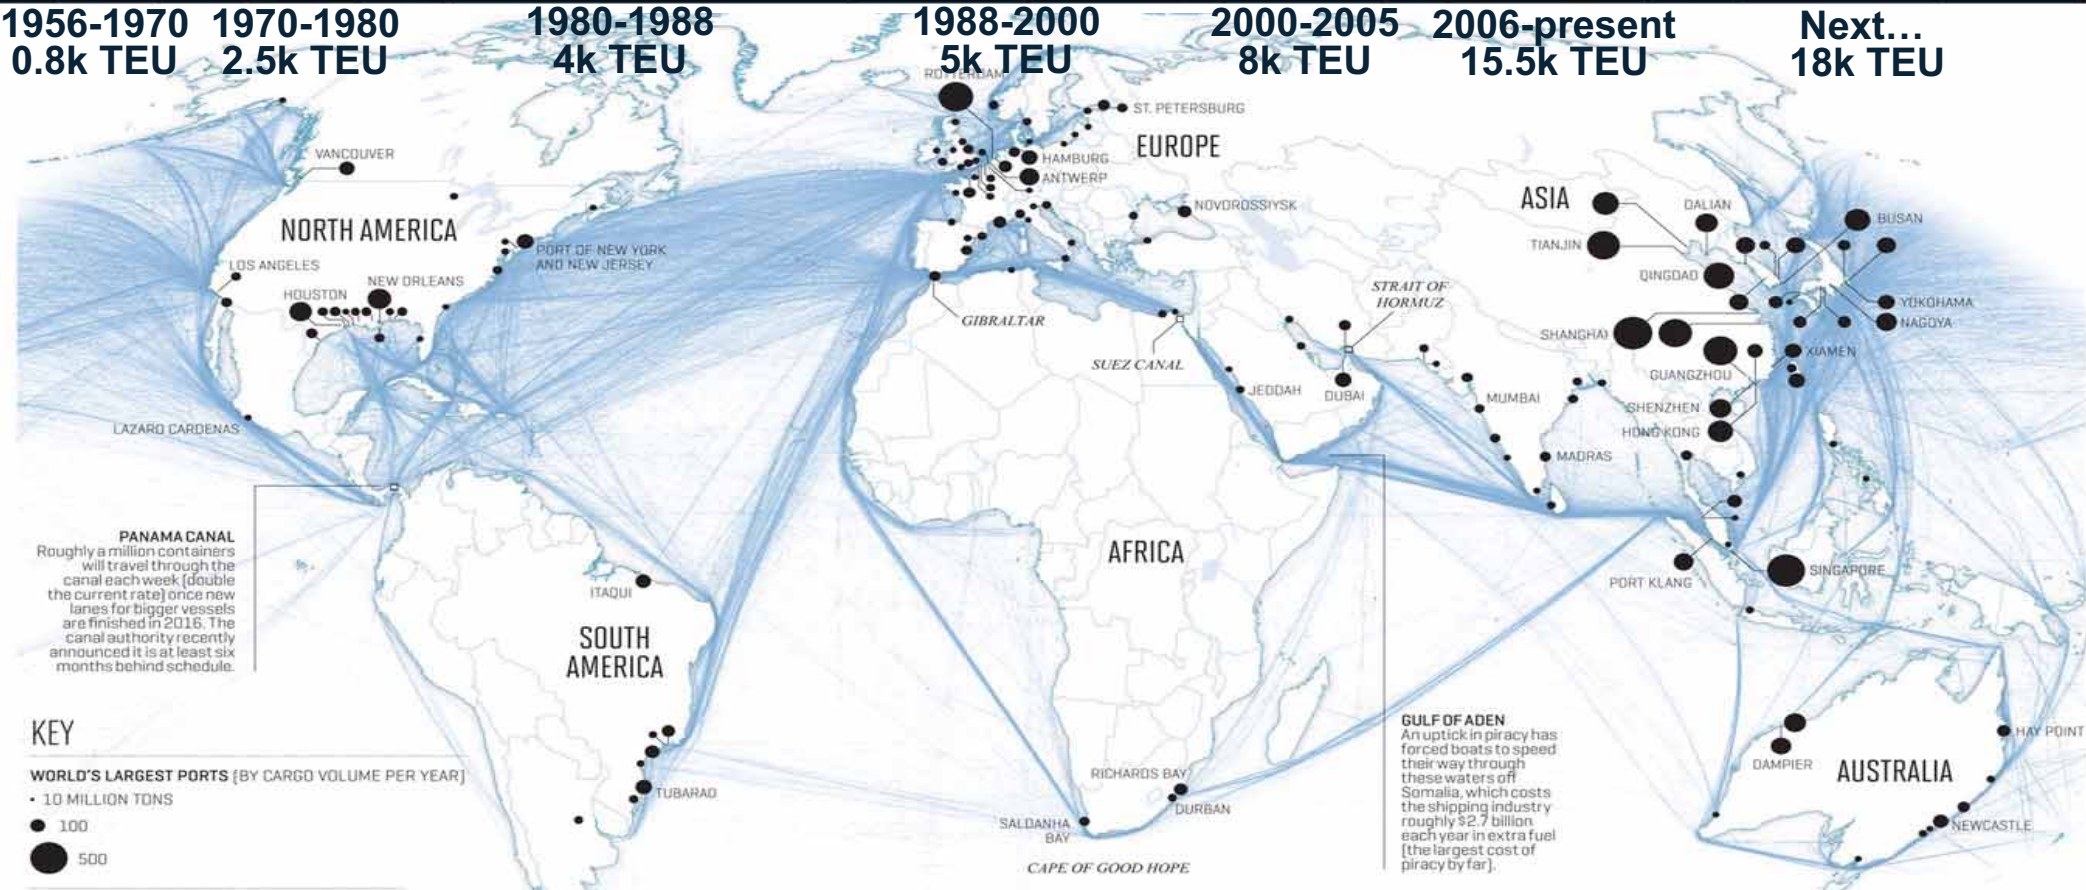 1956-1970
0.8k TEU
1970-1980
2.5k TEU
1980-1988
4k TEU
1988-2000
5k TEU
2000-2005
8k TEU
2006-present
15.5k TEU
Next...
18k TEU
ROTTERDAM
ST. PETERSBURG
EUROPE
HAMBURG
ANTWERP
NOVOROSSIYSK
VANCOUVER
NORTH AMERICA
PORT OF NEW YORK
AND NEW JERSEY
LOS ANGELES
NEW ORLEANS
HOUSTON
LAZARO CARDENAS
GIBRALTAR
SUEZ CANAL
STRAIT OF
HORMUZ
JEDDAH
DUBAI
MUMBAI
MADRAS
ASIA
DALIAN
BUSAN
TIANJIN
QINGDAO
YOKOHAMA
NAGOYA
SHANGHAI
XIAMEN
GUANGZHOU
SHENZHEN
HONG KONG
PORT KLANG
SINGAPORE
PANAMA CANAL
Roughly a million containers
will travel through the
canal each week (double
the current rate) once new
lanes for bigger vessels
are finished in 2016. The
canal authority recently
announced it is at least six
months behind schedule.
ITAQUI
SOUTH
AMERICA
TUBARAO
AFRICA
RICHARDS BAY
DURBAN
SALDANHA
BAY
CAPE OF GOOD HOPE
GULF OF ADEN
An uptick in piracy has
forced boats to speed
their way through
these waters off
Somalia, which costs
the shipping industry
roughly $2.7 billion
each year in extra fuel
(the largest cost of
piracy by far).
DAMPIER
AUSTRALIA
HAY POINT
NEWCASTLE
KEY
WORLD'S LARGEST PORTS (BY CARGO VOLUME PER YEAR)
10 MILLION TONS
100
500